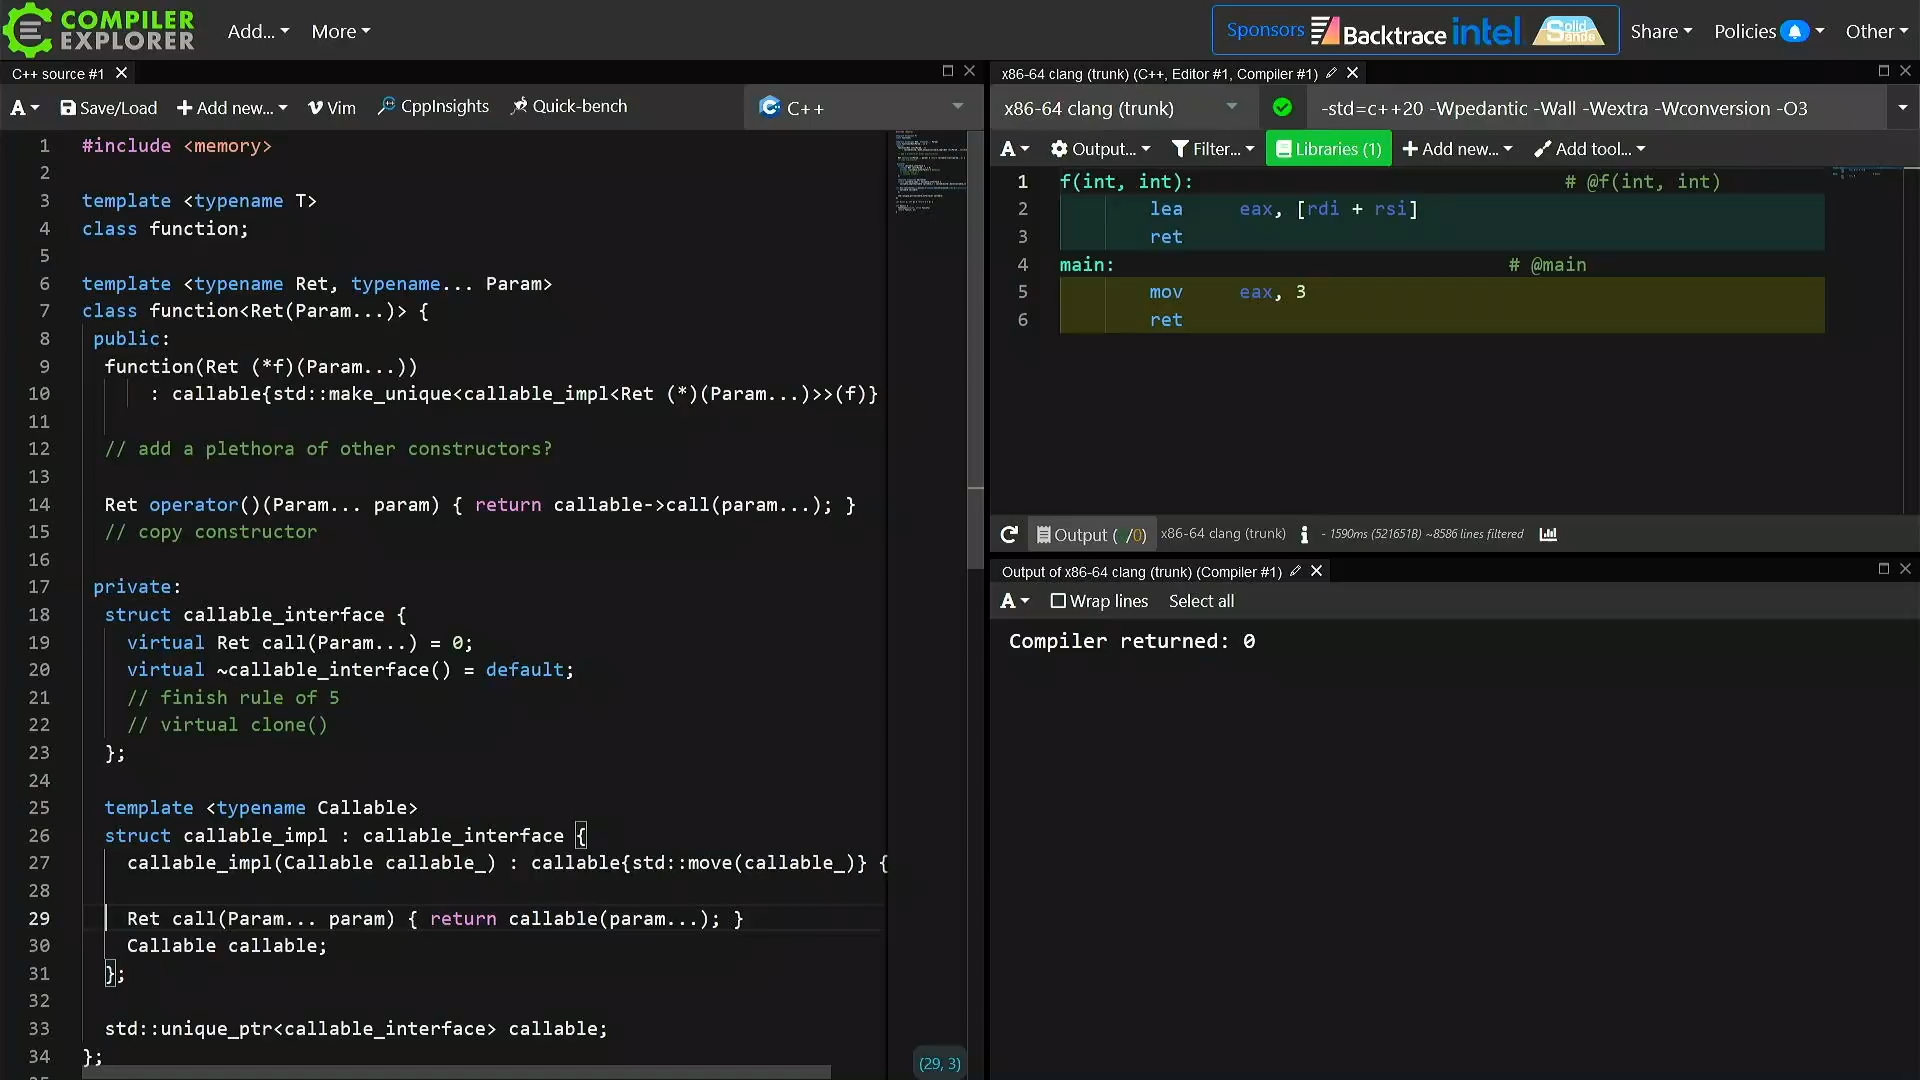 COMPILER EXPLORER
Add... More Sponsors Backtrace intel Solid Sands Share Policies Other
C++ source #1
A Save/Load Add new... Vim CppInsights Quick-bench C++
1 #include <memory>
2
3 template <typename T>
4 class function;
5
6 template <typename Ret, typename... Param>
7 class function<Ret(Param...)> {
8 public:
9 function(Ret (*f)(Param...))
10 : callable{std::make_unique<callable_impl<Ret (*)(Param...)>>(f)}
11
12 // add a plethora of other constructors?
13
14 Ret operator()(Param... param) { return callable->call(param...); }
15 // copy constructor
16
17 private:
18 struct callable_interface {
19 virtual Ret call(Param...) = 0;
20 virtual ~callable_interface() = default;
21 // finish rule of 5
22 // virtual clone()
23 };
24
25 template <typename Callable>
26 struct callable_impl : callable_interface {
27 callable_impl(Callable callable_) : callable{std::move(callable_)} {
28
29 Ret call(Param... param) { return callable(param...); }
30 Callable callable;
31 };
32
33 std::unique_ptr<callable_interface> callable;
34 };
(29, 3)
x86-64 clang (trunk) (C++, Editor #1, Compiler #1)
x86-64 clang (trunk) -std=c++20 -Wpedantic -Wall -Wextra -Wconversion -O3
A Output... Filter... Libraries (1) Add new... Add tool...
1 f(int, int): # @f(int, int)
2 lea eax, [rdi + rsi]
3 ret
4 main: # @main
5 mov eax, 3
6 ret
Output ( /0) x86-64 clang (trunk) i - 1590ms (521651B) ~8586 lines filtered
Output of x86-64 clang (trunk) (Compiler #1)
A Wrap lines Select all
Compiler returned: 0